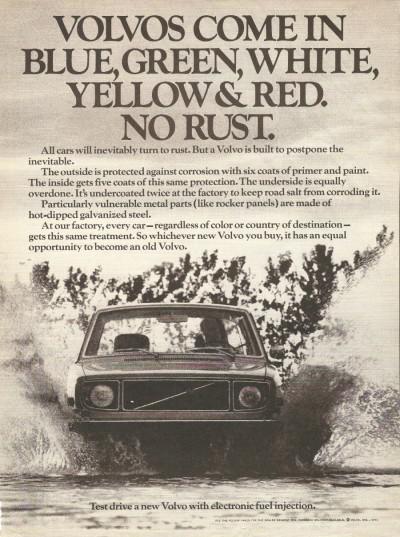 VOLVOS COME IN
BLUE, GREEN, WHITE,
YELLOW & RED.
NO RUST.
All cars will inevitably turn to rust. But a Volvo is built to postpone the
inevitable.
The outside is protected against corrosion with six coats of primer and paint.
The inside gets five coats of this same protection. The underside is equally
overdone. It's undercoated twice at the factory to keep road salt from corroding it.
Particularly vulnerable metal parts (like rocker panels) are made of
hot-dipped galvanized steel.
At our factory, every car—regardless of color or country of destination—
gets this same treatment. So whichever new Volvo you buy, it has an equal
opportunity to become an old Volvo.
Test drive a new Volvo with electronic fuel injection.